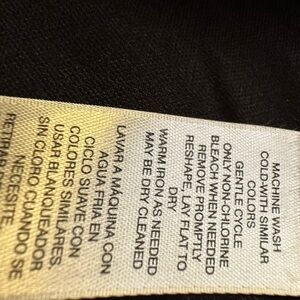 MACHINE WASH
COLD-WITH SIMILAR
COLORS
GENTLE CYCLE
ONLY NON-CHLORINE
BLEACH WHEN NEEDED
REMOVE PROMPTLY
RESHAPE, LAY FLAT TO
DRY
WARM IRON AS NEEDED
MAY BE DRY CLEANED
LAVAR A MÁQUINA CON
AGUA FRIA EN
CICLO SUAVE CON
COLORES SIMILARES
USAR BLANQUEADOR
SIN CLORO, CUANDO SE
NECESITE